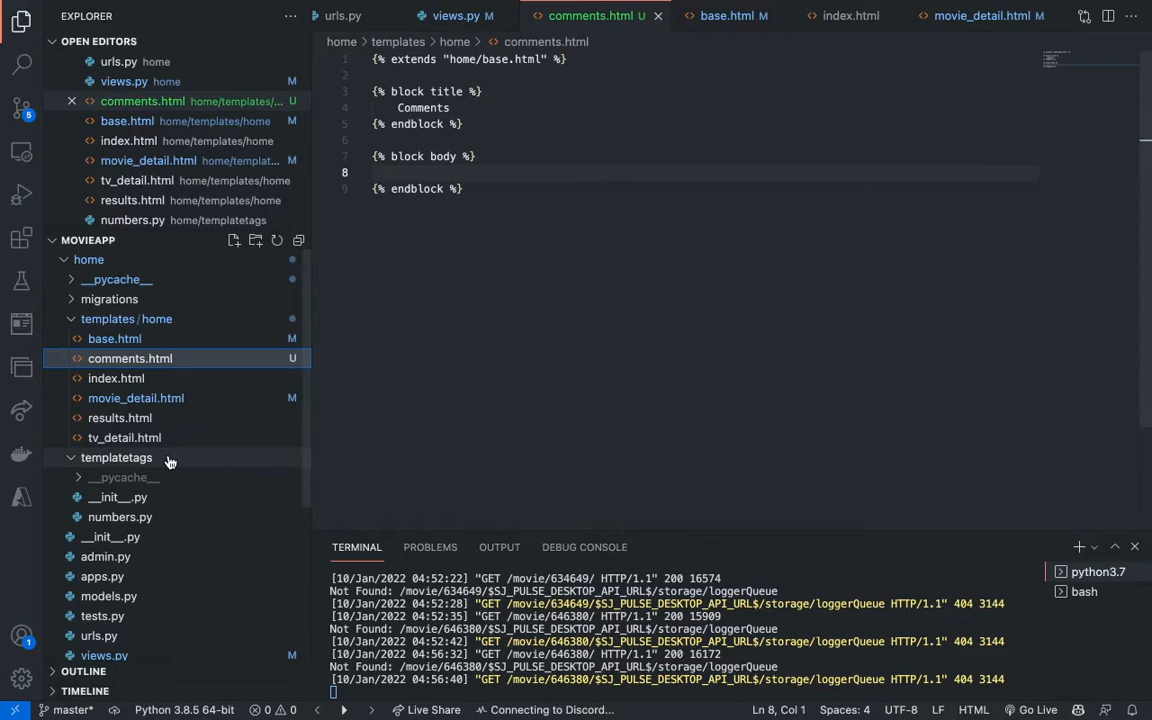 EXPLORER
urls.py
views.py M
comments.html U
base.html M
index.html
movie_detail.html M
OPEN EDITORS
urls.py home
views.py home M
comments.html home/templates/... U
base.html home/templates/home M
index.html home/templates/home
movie_detail.html home/templat... M
tv_detail.html home/templates/home
results.html home/templates/home
numbers.py home/templatetags
MOVIEAPP
home
__pycache__
migrations
templates / home
base.html M
comments.html U
index.html
movie_detail.html M
results.html
tv_detail.html
templatetags
__pycache__
__init__.py
numbers.py
__init__.py
admin.py
apps.py
models.py
tests.py
urls.py
views.py M
OUTLINE
TIMELINE
5
1
home > templates > home > comments.html
1 {% extends "home/base.html" %}
2
3 {% block title %}
4 Comments
5 {% endblock %}
6
7 {% block body %}
8
9 {% endblock %}
TERMINAL PROBLEMS OUTPUT DEBUG CONSOLE
[10/Jan/2022 04:52:22] "GET /movie/634649/ HTTP/1.1" 200 16574
Not Found: /movie/634649/$SJ_PULSE_DESKTOP_API_URL$/storage/loggerQueue
[10/Jan/2022 04:52:28] "GET /movie/634649/$SJ_PULSE_DESKTOP_API_URL$/storage/loggerQueue HTTP/1.1" 404 3144
[10/Jan/2022 04:52:35] "GET /movie/646380/ HTTP/1.1" 200 15909
Not Found: /movie/646380/$SJ_PULSE_DESKTOP_API_URL$/storage/loggerQueue
[10/Jan/2022 04:52:42] "GET /movie/646380/$SJ_PULSE_DESKTOP_API_URL$/storage/loggerQueue HTTP/1.1" 404 3144
[10/Jan/2022 04:56:32] "GET /movie/646380/ HTTP/1.1" 200 16172
Not Found: /movie/646380/$SJ_PULSE_DESKTOP_API_URL$/storage/loggerQueue
[10/Jan/2022 04:56:40] "GET /movie/646380/$SJ_PULSE_DESKTOP_API_URL$/storage/loggerQueue HTTP/1.1" 404 3144
python3.7
bash
master* Python 3.8.5 64-bit 0 0 Live Share Connecting to Discord... Ln 8, Col 1 Spaces: 4 UTF-8 LF HTML Go Live